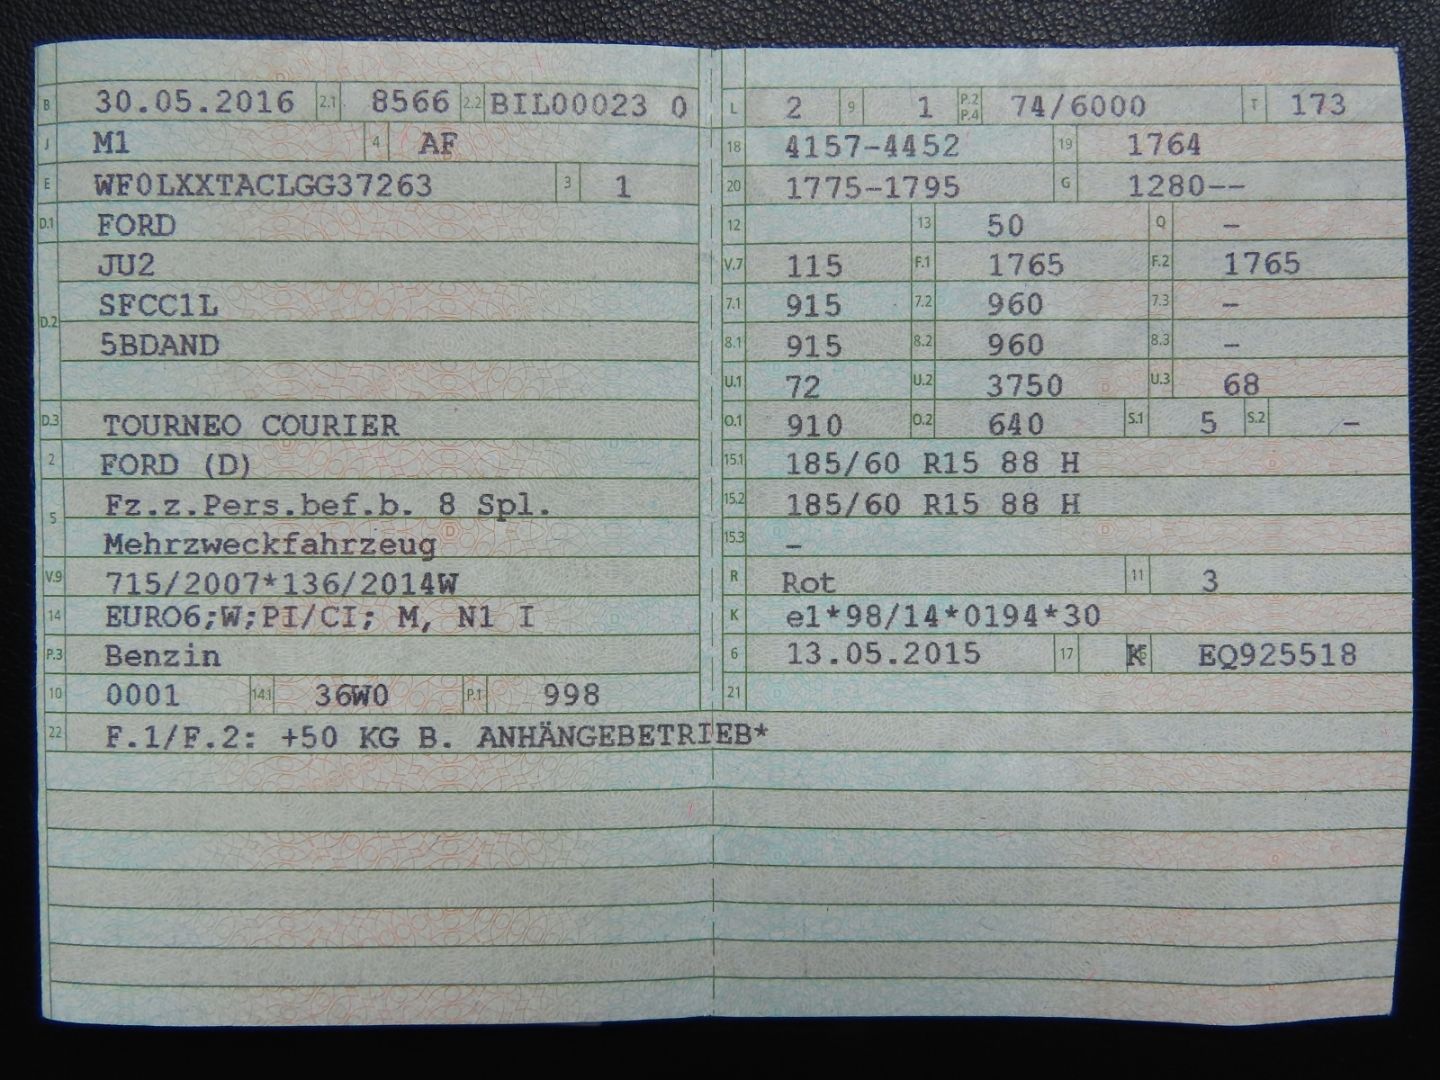 B 30.05.2016 2.1 8566 2.2 BIL00023 0
J M1 4 AF
E WF0LXXTACLGG37263 3 1
D.1 FORD
D.2 JU2
SFCC1L
5BDAND
D.3 TOURNEO COURIER
2 FORD (D)
5 Fz.z.Pers.bef.b. 8 Spl.
Mehrzweckfahrzeug
V.9 715/2007*136/2014W
14 EURO6;W;PI/CI; M, N1 I
P.3 Benzin
10 0001 14.1 36W0 P.1 998
22 F.1/F.2: +50 KG B. ANHÄNGEBETRIEB*
L 2 9 1 P.2 P.4 74/6000 T 173
18 4157-4452 19 1764
20 1775-1795 G 1280--
12 13 50 Q -
V.7 115 F.1 1765 F.2 1765
7.1 915 7.2 960 7.3 -
8.1 915 8.2 960 8.3 -
U.1 72 U.2 3750 U.3 68
O.1 910 O.2 640 S.1 5 S.2 -
15.1 185/60 R15 88 H
15.2 185/60 R15 88 H
15.3 -
R Rot 11 3
K e1*98/14*0194*30
6 13.05.2015 17 K EQ925518
21